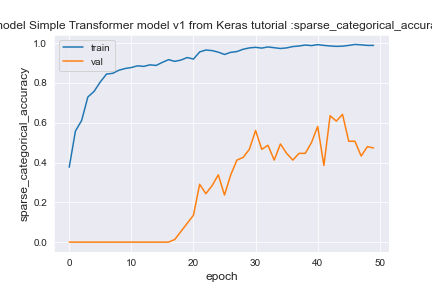 model Simple Transformer model v1 from Keras tutorial :sparse_categorical_accura
train
val
sparse_categorical_accuracy
1.0
0.8
0.6
0.4
0.2
0.0
0 10 20 30 40 50
epoch